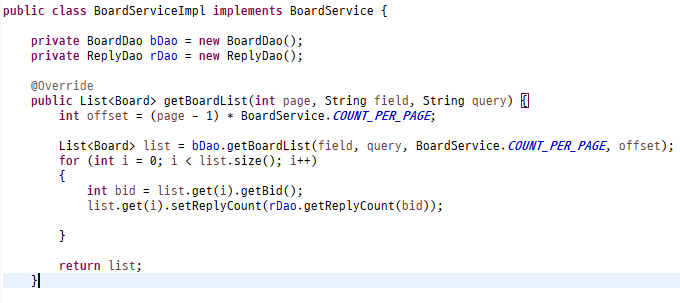 public class BoardServiceImpl implements BoardService {
private BoardDao bDao = new BoardDao();
private ReplyDao rDao = new ReplyDao();
@Override
public List<Board> getBoardList(int page, String field, String query) {
int offset = (page - 1) * BoardService.COUNT_PER_PAGE;
List<Board> list = bDao.getBoardList(field, query, BoardService.COUNT_PER_PAGE, offset);
for (int i = 0; i < list.size(); i++)
{
int bid = list.get(i).getBid();
list.get(i).setReplyCount(rDao.getReplyCount(bid));
}
return list;
}